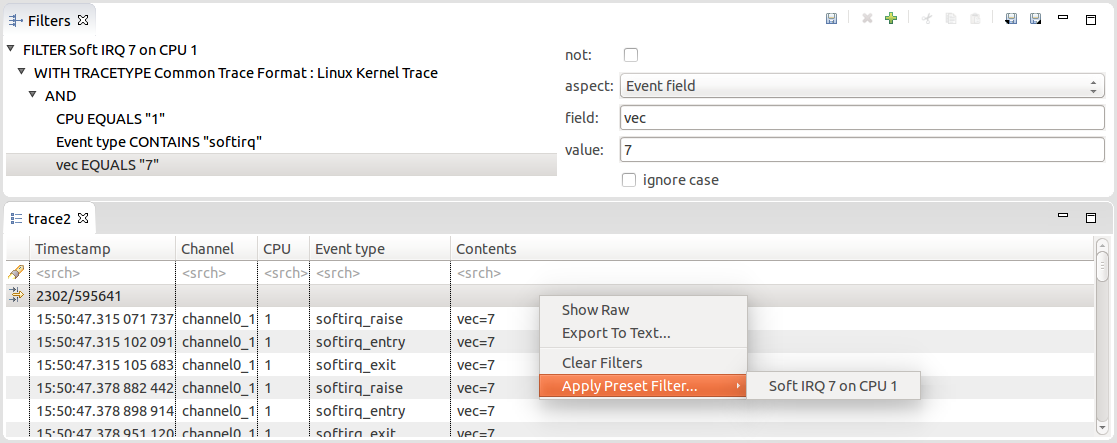 Filters
FILTER Soft IRQ 7 on CPU 1
WITH TRACETYPE Common Trace Format : Linux Kernel Trace
AND
CPU EQUALS "1"
Event type CONTAINS "softirq"
vec EQUALS "7"
not:
aspect: Event field
field: vec
value: 7
ignore case
trace2
Timestamp Channel CPU Event type Contents
<srch> <srch> <srch> <srch> <srch>
2302/595641
15:50:47.315 071 737 channel0_1 1 softirq_raise vec=7
15:50:47.315 102 091 channel0_1 1 softirq_entry vec=7
15:50:47.315 105 683 channel0_1 1 softirq_exit vec=7
15:50:47.378 882 442 channel0_1 1 softirq_raise vec=7
15:50:47.378 898 914 channel0_1 1 softirq_entry vec=7
15:50:47.378 951 120 channel0_1 1 softirq_exit vec=7
Show Raw
Export To Text...
Clear Filters
Apply Preset Filter...
Soft IRQ 7 on CPU 1